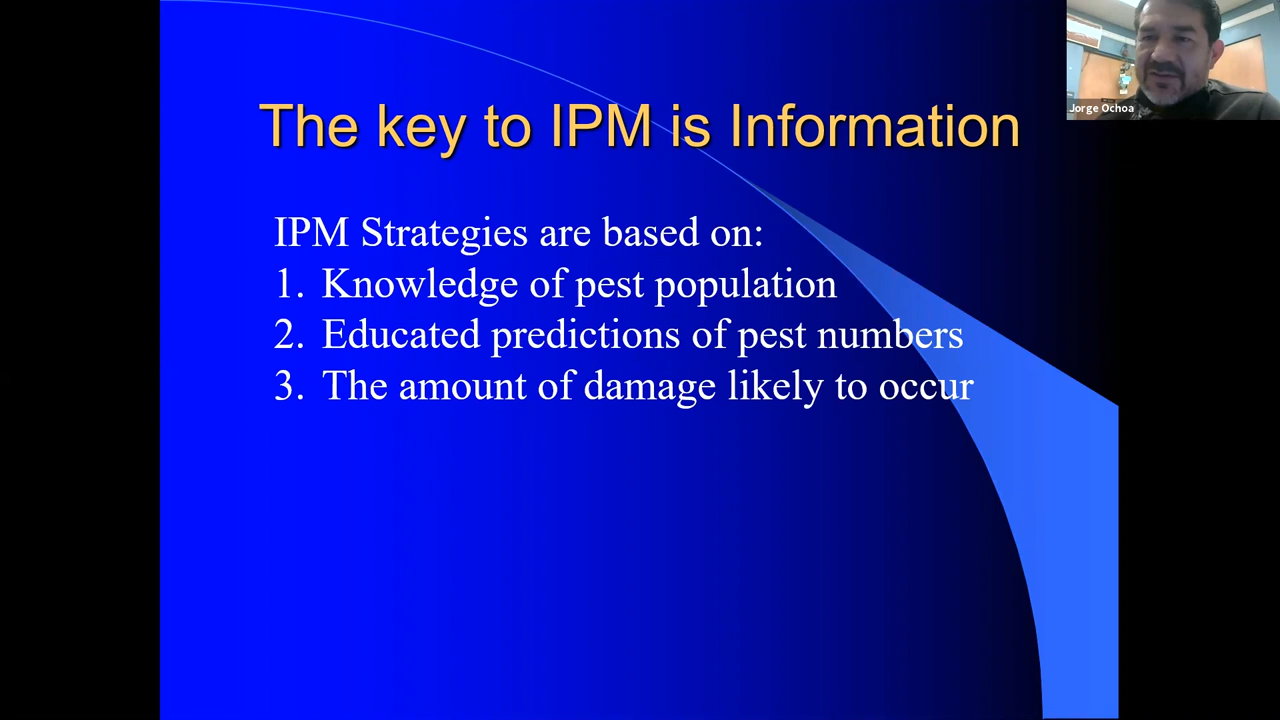 The key to IPM is Information
Jorge Ochoa
IPM Strategies are based on:
1. Knowledge of pest population
2. Educated predictions of pest numbers
3. The amount of damage likely to occur